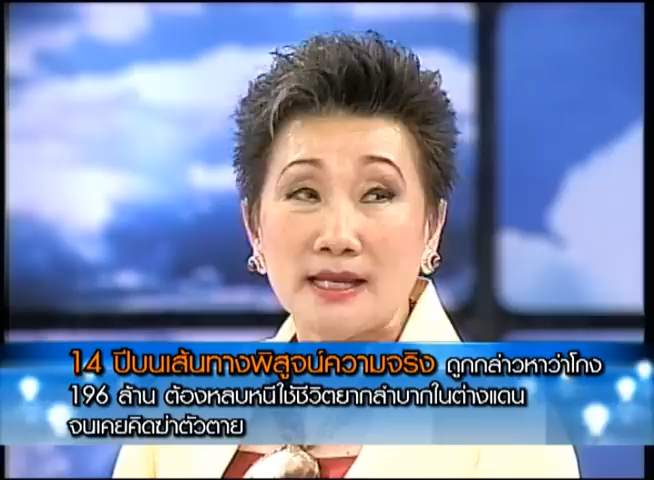 14 ปีบนเส้นทางพิสูจน์ความจริง ถูกกล่าวหาว่าโกง
196 ล้าน ต้องหลบหนีใช้ชีวิตยากลำบากในต่างแดน
จนเคยคิดฆ่าตัวตาย